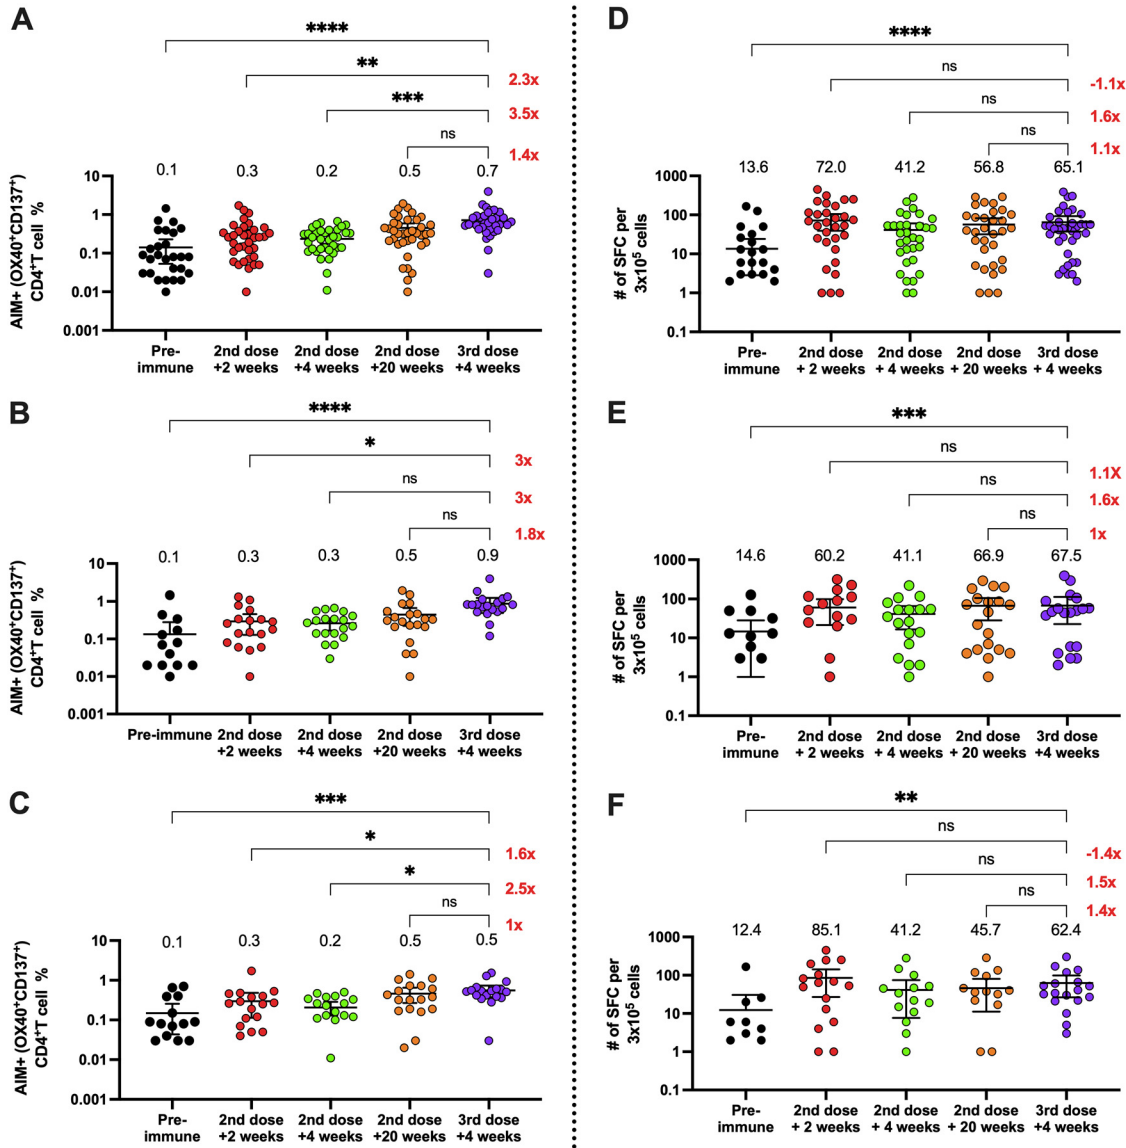 A
****
**
2.3x
***
3.5x
ns
1.4x
0.1 0.3 0.2 0.5 0.7
AIM+ (OX40⁺CD137⁺)
CD4⁺T cell %
10
1
0.1
0.01
0.001
Pre-
immune
2nd dose
+2 weeks
2nd dose
+4 weeks
2nd dose
+20 weeks
3rd dose
+4 weeks
B
****
*
3x
ns
3x
ns
1.8x
0.1 0.3 0.3 0.5 0.9
AIM+ (OX40⁺CD137⁺)
CD4⁺T cell %
10
1
0.1
0.01
0.001
Pre-immune
2nd dose
+2 weeks
2nd dose
+4 weeks
2nd dose
+20 weeks
3rd dose
+4 weeks
C
***
*
1.6x
*
2.5x
ns
1x
0.1 0.3 0.2 0.5 0.5
AIM+ (OX40⁺CD137⁺)
CD4⁺T cell %
10
1
0.1
0.01
0.001
Pre-
immune
2nd dose
+2 weeks
2nd dose
+4 weeks
2nd dose
+20 weeks
3rd dose
+4 weeks
D
****
ns
-1.1x
ns
1.6x
ns
1.1x
13.6 72.0 41.2 56.8 65.1
# of SFC per
3x10⁵ cells
1000
100
10
1
0.1
Pre-
immune
2nd dose
+ 2 weeks
2nd dose
+ 4 weeks
2nd dose
+ 20 weeks
3rd dose
+ 4 weeks
E
***
ns
1.1X
ns
1.6x
ns
1x
14.6 60.2 41.1 66.9 67.5
# of SFC per
3x10⁵ cells
1000
100
10
1
0.1
Pre-
immune
2nd dose
+ 2 weeks
2nd dose
+ 4 weeks
2nd dose
+ 20 weeks
3rd dose
+4 weeks
F
**
ns
-1.4x
ns
1.5x
ns
1.4x
12.4 85.1 41.2 45.7 62.4
# of SFC per
3x10⁵ cells
1000
100
10
1
0.1
Pre-
immune
2nd dose
+ 2 weeks
2nd dose
+ 4 weeks
2nd dose
+ 20 weeks
3rd dose
+ 4 weeks